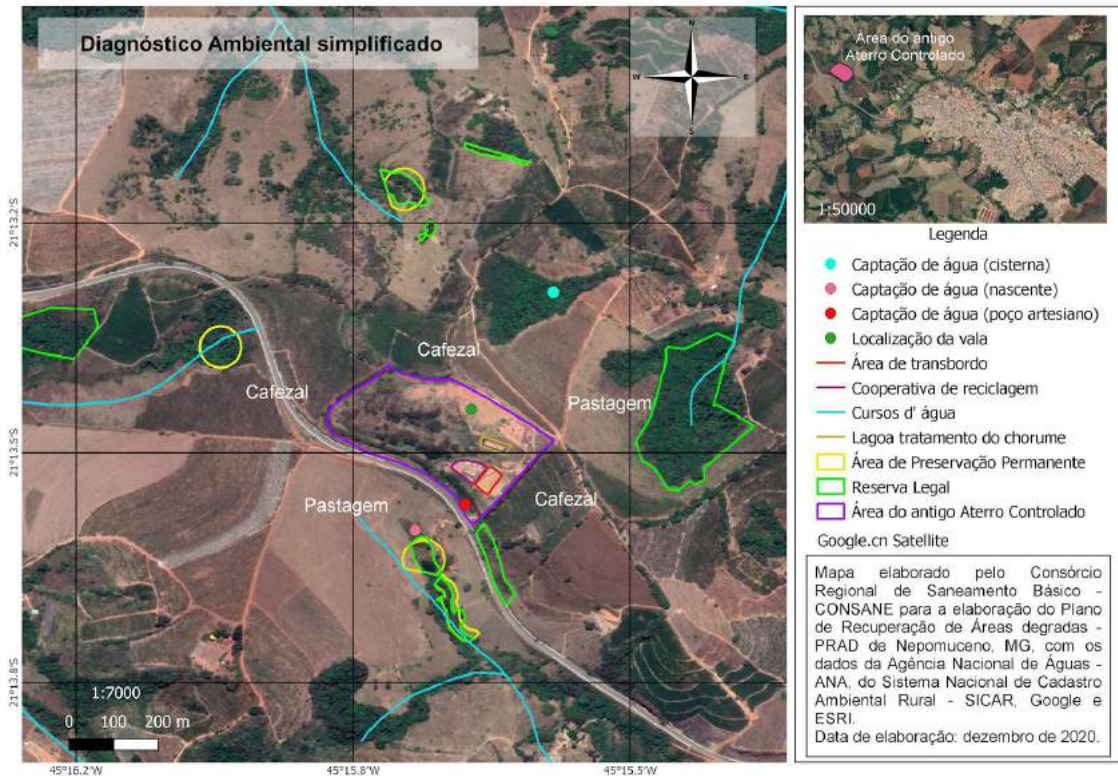 Diagnóstico Ambiental simplificado
N
W
E
S
Área do antigo
Aterro Controlado
1:50000
21°13.2'S
21°13.5'S
21°13.8'S
Cafezal
Cafezal
Pastagem
Pastagem
Cafezal
1:7000
0 100 200 m
45°16.2'W
45°15.8'W
45°15.5'W
Legenda
Captação de água (cisterna)
Captação de água (nascente)
Captação de água (poço artesiano)
Localização da vala
Área de transbordo
Cooperativa de reciclagem
Cursos d' água
Lagoa tratamento do chorume
Área de Preservação Permanente
Reserva Legal
Área do antigo Aterro Controlado
Google.cn Satellite
Mapa elaborado pelo Consórcio
Regional de Saneamento Básico -
CONSANE para a elaboração do Plano
de Recuperação de Áreas degradas -
PRAD de Nepomuceno, MG, com os
dados da Agência Nacional de Águas -
ANA, do Sistema Nacional de Cadastro
Ambiental Rural - SICAR, Google e
ESRI.
Data de elaboração: dezembro de 2020.